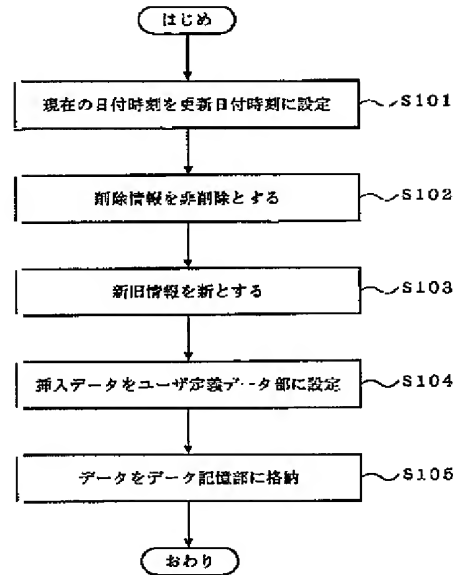 はじめ
現在の日付時刻を更新日付時刻に設定 S101
削除情報を非削除とする S102
新旧情報を新とする S103
挿入データをユーザ定義データ部に設定 S104
データをデータ記憶部に格納 S105
おわり